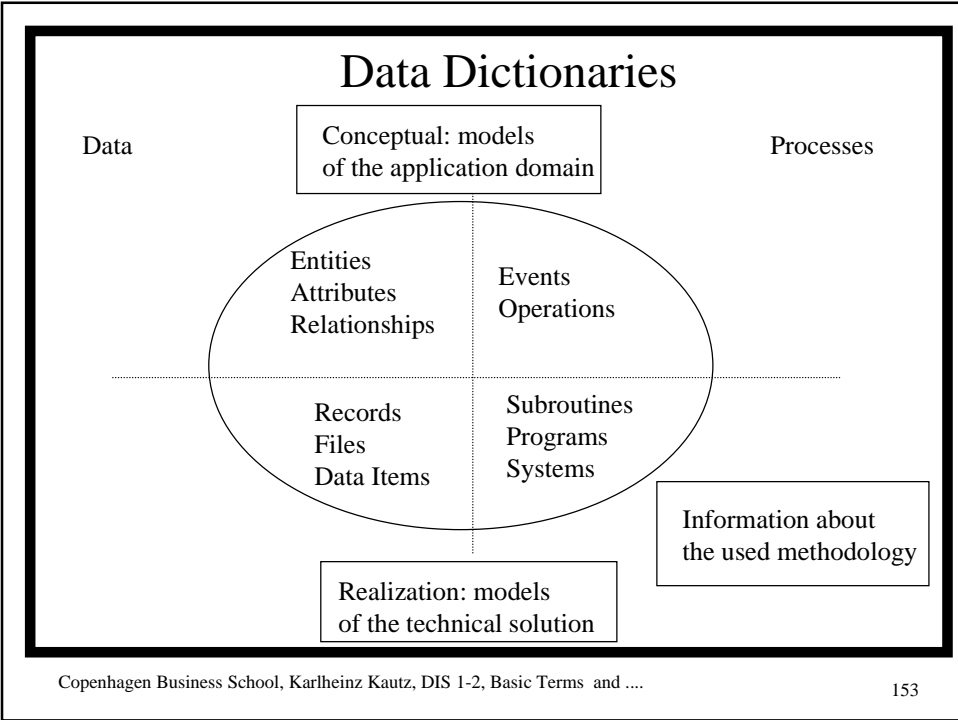 Data Dictionaries
Data
Conceptual: models
of the application domain
Processes
Entities
Attributes
Relationships
Events
Operations
Records
Files
Data Items
Subroutines
Programs
Systems
Information about
the used methodology
Realization: models
of the technical solution
Copenhagen Business School, Karlheinz Kautz, DIS 1-2, Basic Terms and ....
153